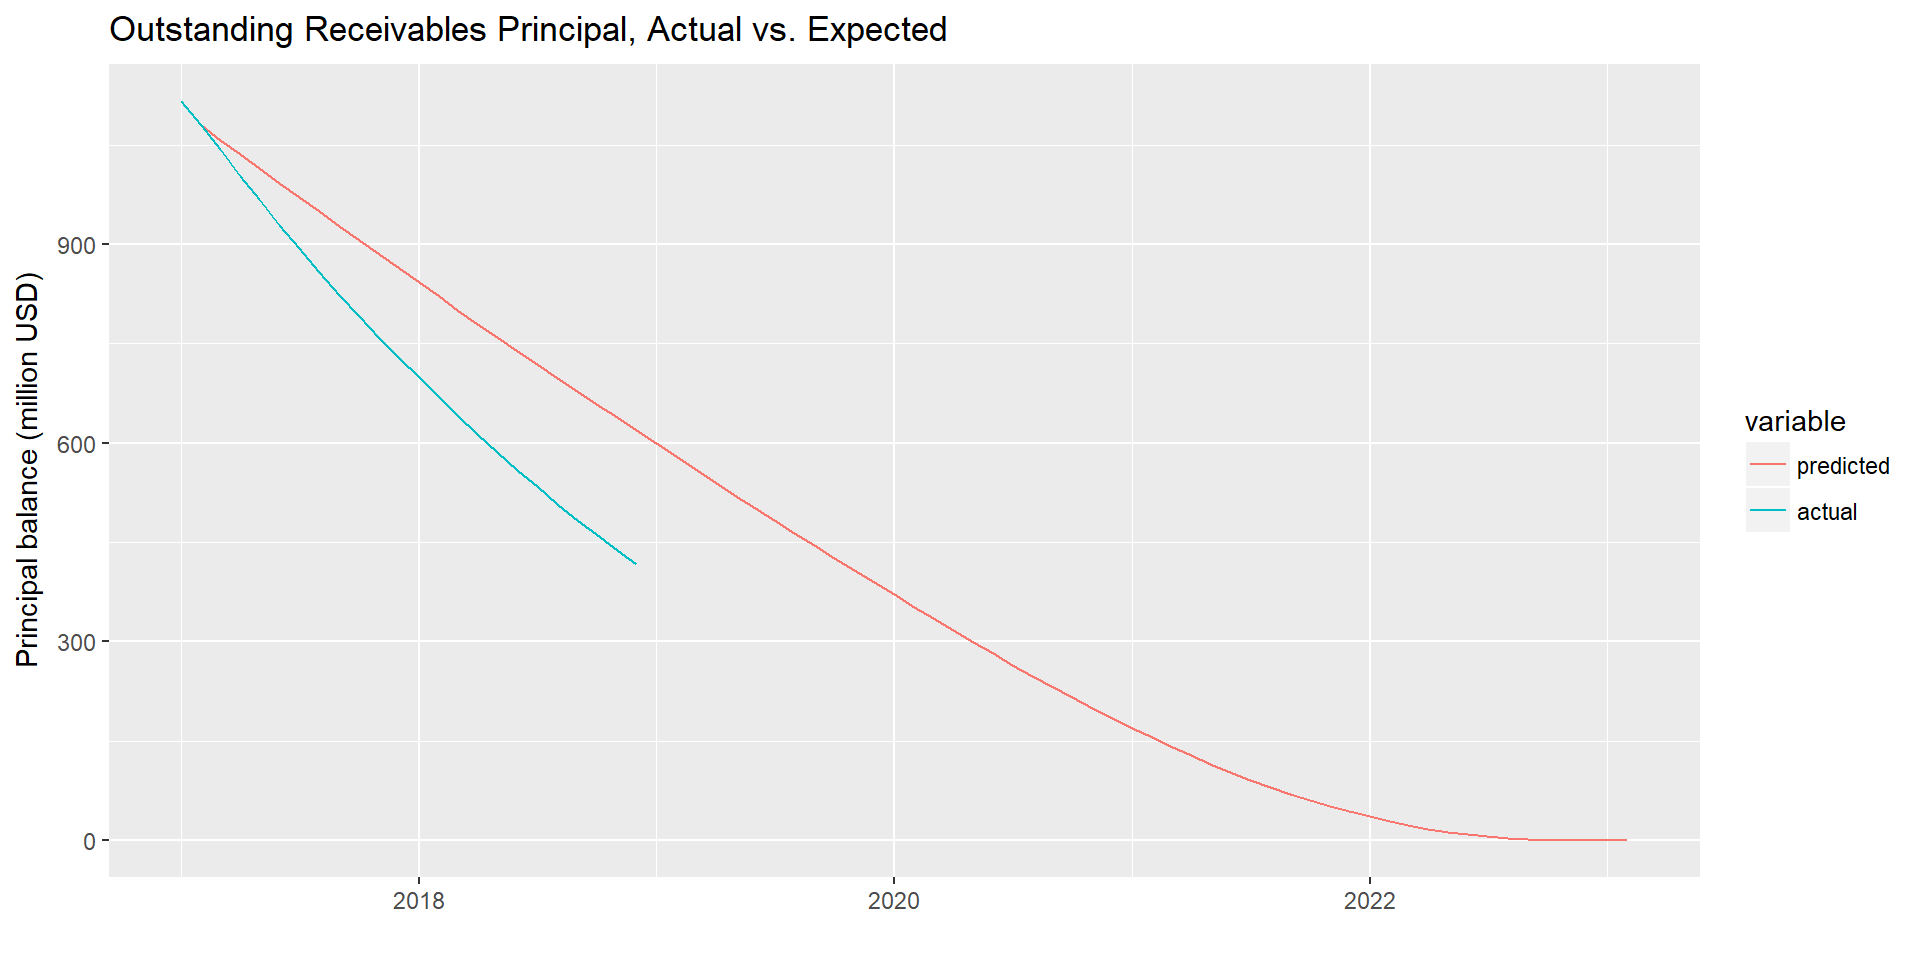 Outstanding Receivables Principal, Actual vs. Expected
Principal balance (million USD)
900
600
300
0
2018
2020
2022
variable
predicted
actual